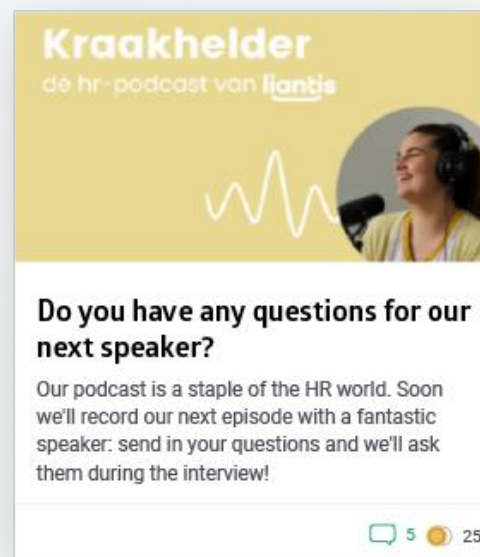 Kraakhelder
dé hr-podcast van liantis
Do you have any questions for our
next speaker?
Our podcast is a staple of the HR world. Soon
we'll record our next episode with a fantastic
speaker: send in your questions and we'll ask
them during the interview!
5 25